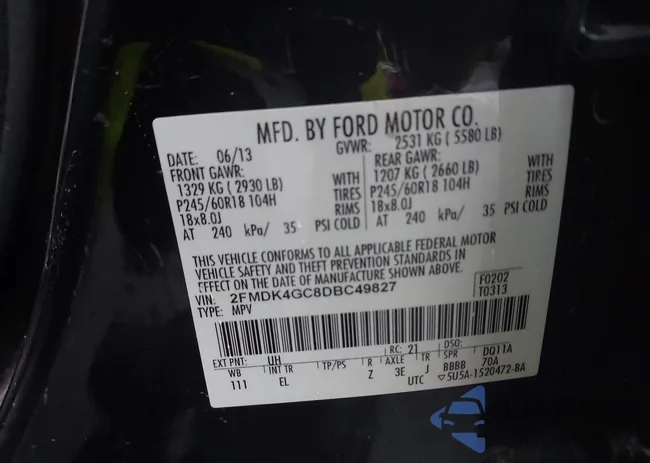 MFD. BY FORD MOTOR CO.
DATE: 06/13 GVWR: 2531 KG ( 5580 LB)
FRONT GAWR: REAR GAWR:
1329 KG ( 2930 LB) WITH 1207 KG ( 2660 LB) WITH
P245/60R18 104H TIRES P245/60R18 104H TIRES
18x8.0J RIMS 18x8.0J RIMS
AT 240 kPa/ 35 PSI COLD AT 240 kPa/ 35 PSI COLD
THIS VEHICLE CONFORMS TO ALL APPLICABLE FEDERAL MOTOR
VEHICLE SAFETY AND THEFT PREVENTION STANDARDS IN
EFFECT ON THE DATE OF MANUFACTURE SHOWN ABOVE.
VIN: 2FMDK4GC8DBC49827 F0202
TYPE: MPV T0313
EXT PNT: UH RC: 21 DSO:
WB INT TR TP/PS R AXLE TR SPR DQ11A
111 EL Z 3E J BBBB 70A
UTC ▽5U5A-1520472-BA